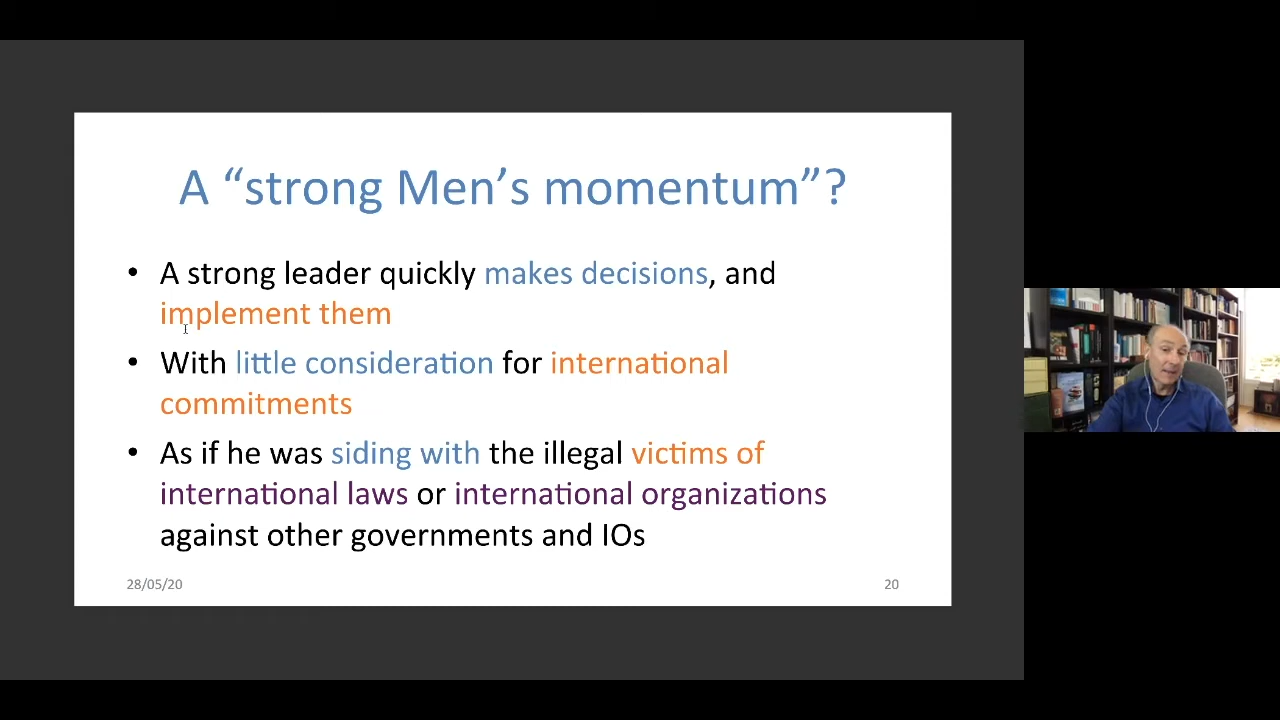 A “strong Men’s momentum”?
• A strong leader quickly makes decisions, and
implement them
• With little consideration for international
commitments
• As if he was siding with the illegal victims of
international laws or international organizations
against other governments and IOs
28/05/20
20